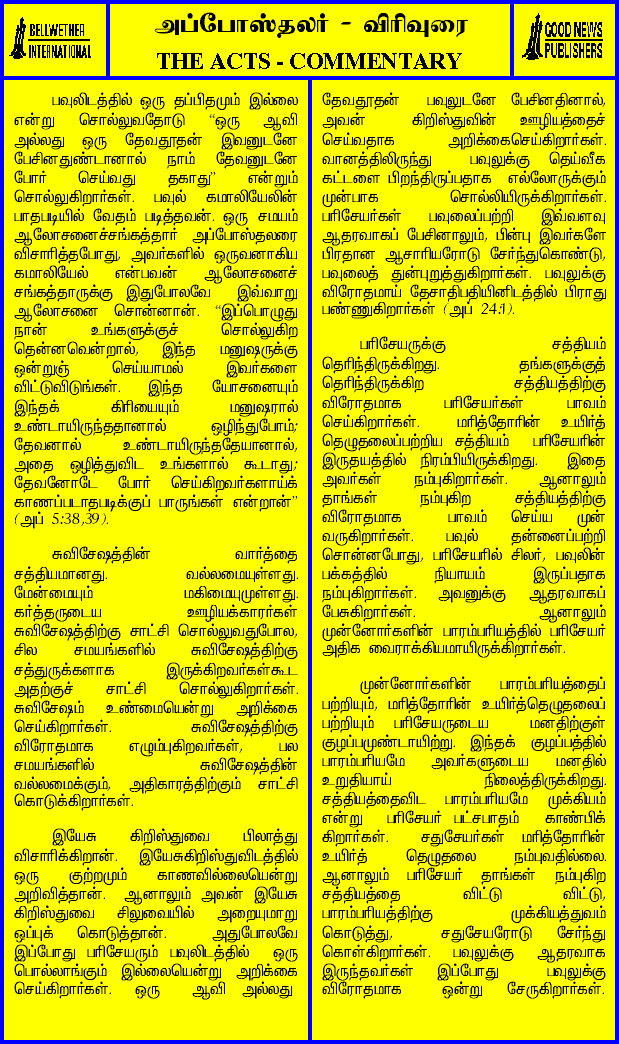 BELLWETHER
INTERNATIONAL
அப்போஸ்தலர் - விரிவுரை
THE ACTS - COMMENTARY
GOOD NEWS
PUBLISHERS
பவுலிடத்தில் ஒரு தப்பிதமும் இல்லை
என்று சொல்லுவதோடு “ஒரு ஆவி
அல்லது ஒரு தேவதூதன் இவனுடனே
பேசினதுண்டானால் நாம் தேவனுடனே
போர் செய்வது தகாது” என்றும்
சொல்லுகிறார்கள். பவுல் கமாலியேலின்
பாதபடியில் வேதம் படித்தவன். ஒரு சமயம்
ஆலோசனைச்சங்கத்தார் அப்போஸ்தலரை
விசாரித்தபோது, அவர்களில் ஒருவனாகிய
கமாலியேல் என்பவன் ஆலோசனைச்
சங்கத்தாருக்கு இதுபோலவே இவ்வாறு
ஆலோசனை சொன்னான். “இப்பொழுது
நான் உங்களுக்குச் சொல்லுகிற
தென்னவென்றால், இந்த மனுஷருக்கு
ஒன்றுஞ் செய்யாமல் இவர்களை
விட்டுவிடுங்கள். இந்த யோசனையும்
இந்தக் கிரியையும் மனுஷரால்
உண்டாயிருந்ததானால் ஒழிந்துபோம்;
தேவனால் உண்டாயிருந்ததேயானால்,
அதை ஒழித்துவிட உங்களால் கூடாது;
தேவனோடே போர் செய்கிறவர்களாய்க்
காணப்படாதபடிக்குப் பாருங்கள் என்றான்”
(அப் 5:38,39).
சுவிசேஷத்தின் வார்த்தை
சத்தியமானது. வல்லமையுள்ளது.
மேன்மையும் மகிமையுமுள்ளது.
கர்த்தருடைய ஊழியக்காரர்கள்
சுவிசேஷத்திற்கு சாட்சி சொல்லுவதுபோல,
சில சமயங்களில் சுவிசேஷத்திற்கு
சத்துருக்களாக இருக்கிறவர்கள்கூட
அதற்குச் சாட்சி சொல்லுகிறார்கள்.
சுவிசேஷம் உண்மையென்று அறிக்கை
செய்கிறார்கள். சுவிசேஷத்திற்கு
விரோதமாக எழும்புகிறவர்கள், பல
சமயங்களில் சுவிசேஷத்தின்
வல்லமைக்கும், அதிகாரத்திற்கும் சாட்சி
கொடுக்கிறார்கள்.
இயேசு கிறிஸ்துவை பிலாத்து
விசாரிக்கிறான். இயேசுகிறிஸ்துவிடத்தில்
ஒரு குற்றமும் காணவில்லையென்று
அறிவித்தான். ஆனாலும் அவன் இயேசு
கிறிஸ்துவை சிலுவையில் அறையுமாறு
ஒப்புக் கொடுத்தான். அதுபோலவே
இப்போது பரிசேயரும் பவுலிடத்தில் ஒரு
பொல்லாங்கும் இல்லையென்று அறிக்கை
செய்கிறார்கள். ஒரு ஆவி அல்லது
தேவதூதன் பவுலுடனே பேசினதினால்,
அவன் கிறிஸ்துவின் ஊழியத்தைச்
செய்வதாக அறிக்கைசெய்கிறார்கள்.
வானத்திலிருந்து பவுலுக்கு தெய்வீக
கட்டளை பிறந்திருப்பதாக எல்லோருக்கும்
முன்பாக சொல்லியிருக்கிறார்கள்.
பரிசேயர்கள் பவுலைப்பற்றி இவ்வளவு
ஆதரவாகப் பேசினாலும், பின்பு இவர்களே
பிரதான ஆசாரியரோடு சேர்ந்துகொண்டு,
பவுலைத் துன்புறுத்துகிறார்கள். பவுலுக்கு
விரோதமாய் தேசாதிபதியினிடத்தில் பிராது
பண்ணுகிறார்கள் (அப் 24:1).
பரிசேயருக்கு சத்தியம்
தெரிந்திருக்கிறது. தங்களுக்குத்
தெரிந்திருக்கிற சத்தியத்திற்கு
விரோதமாக பரிசேயர்கள் பாவம்
செய்கிறார்கள். மரித்தோரின் உயிர்த்
தெழுதலைப்பற்றிய சத்தியம் பரிசேயரின்
இருதயத்தில் நிரம்பியிருக்கிறது. இதை
அவர்கள் நம்புகிறார்கள். ஆனாலும்
தாங்கள் நம்புகிற சத்தியத்திற்கு
விரோதமாக பாவம் செய்ய முன்
வருகிறார்கள். பவுல் தன்னைப்பற்றி
சொன்னபோது, பரிசேயரில் சிலர், பவுலின்
பக்கத்தில் நியாயம் இருப்பதாக
நம்புகிறார்கள். அவனுக்கு ஆதரவாகப்
பேசுகிறார்கள். ஆனாலும்
முன்னோர்களின் பாரம்பரியத்தில் பரிசேயர்
அதிக வைராக்கியமாயிருக்கிறார்கள்.
முன்னோர்களின் பாரம்பரியத்தைப்
பற்றியும், மரித்தோரின் உயிர்த்தெழுதலைப்
பற்றியும் பரிசேயருடைய மனதிற்குள்
குழப்பமுண்டாயிற்று. இந்தக் குழப்பத்தில்
பாரம்பரியமே அவர்களுடைய மனதில்
உறுதியாய் நிலைத்திருக்கிறது.
சத்தியத்தைவிட பாரம்பரியமே முக்கியம்
என்று பரிசேயர் பட்சபாதம் காண்பிக்
கிறார்கள். சதுசேயர்கள் மரித்தோரின்
உயிர்த் தெழுதலை நம்புவதில்லை.
ஆனாலும் பரிசேயர் தாங்கள் நம்புகிற
சத்தியத்தை விட்டு விட்டு,
பாரம்பரியத்திற்கு முக்கியத்துவம்
கொடுத்து, சதுசேயரோடு சேர்ந்து
கொள்கிறார்கள். பவுலுக்கு ஆதரவாக
இருந்தவர்கள் இப்போது பவுலுக்கு
விரோதமாக ஒன்று சேருகிறார்கள்.